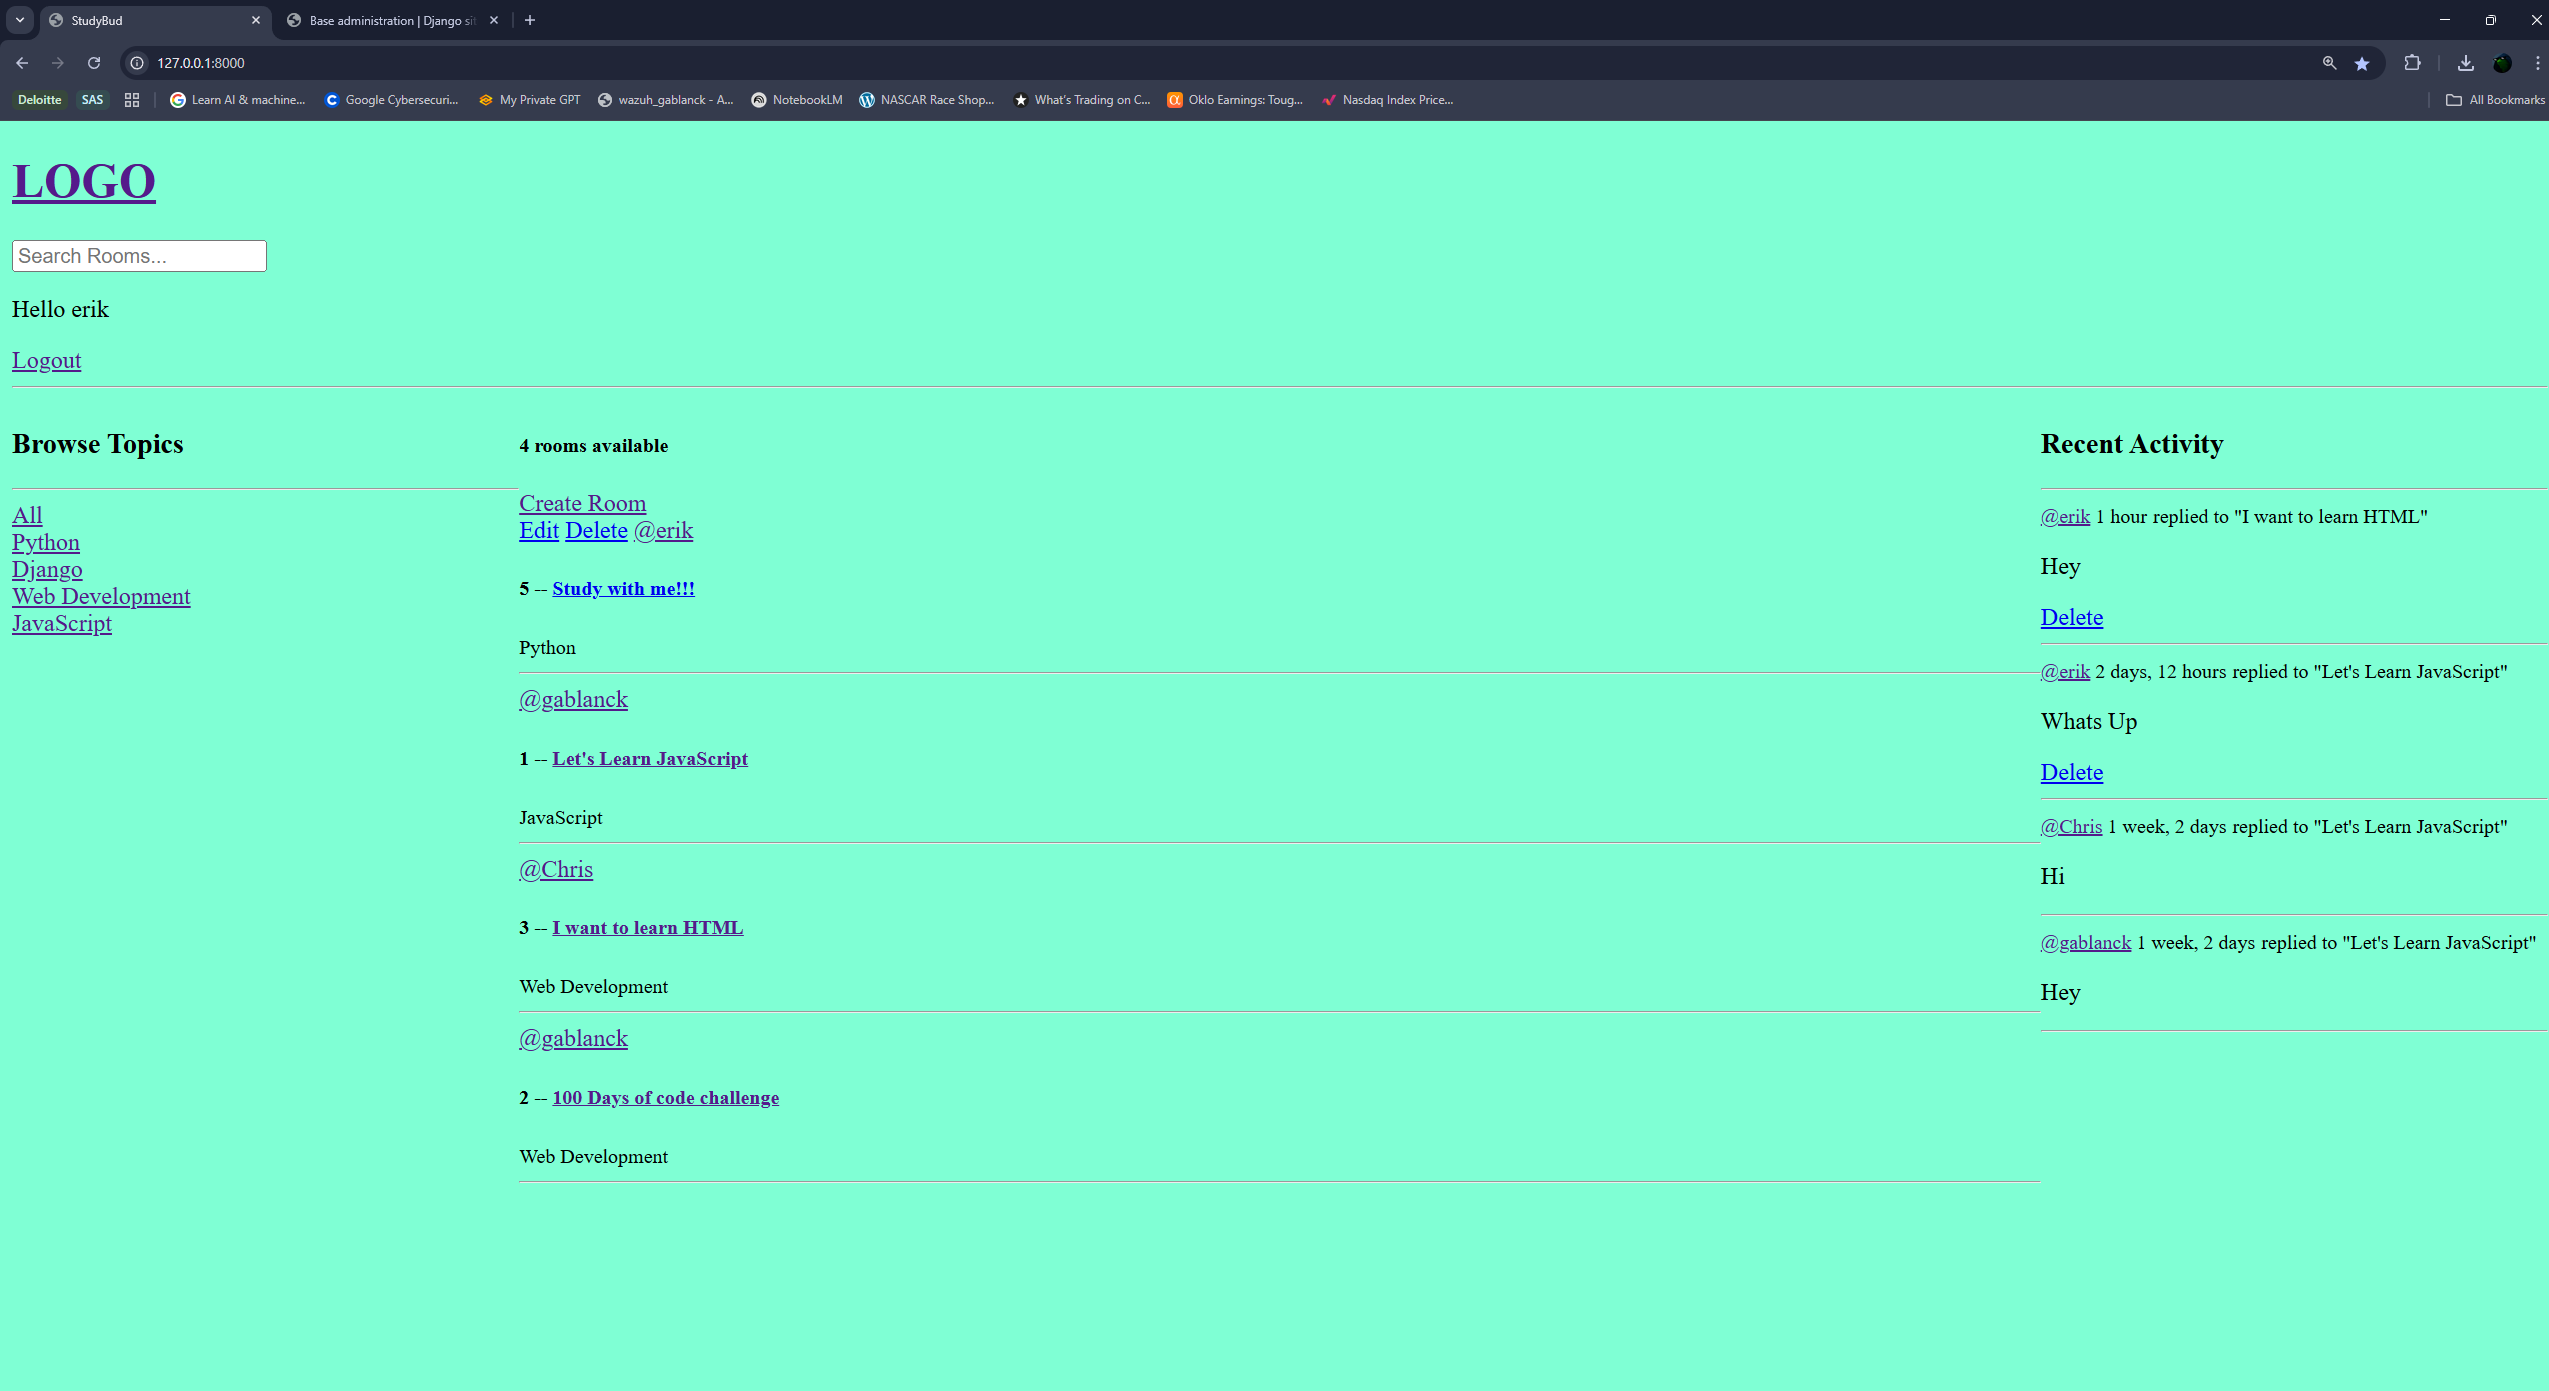 StudyBud
Base administration | Django sit
127.0.0.1:8000
Deloitte
SAS
Learn AI & machine...
Google Cybersecuri...
My Private GPT
wazuh_gablanck - A...
NotebookLM
NASCAR Race Shop...
What's Trading on C...
Oklo Earnings: Toug...
Nasdaq Index Price...
All Bookmarks
LOGO
Search Rooms...
Hello erik
Logout
Browse Topics
All
Python
Django
Web Development
JavaScript
4 rooms available
Create Room
Edit Delete @erik
5 -- Study with me!!!
Python
@gablanck
1 -- Let's Learn JavaScript
JavaScript
@Chris
3 -- I want to learn HTML
Web Development
@gablanck
2 -- 100 Days of code challenge
Web Development
Recent Activity
@erik 1 hour replied to "I want to learn HTML"
Hey
Delete
@erik 2 days, 12 hours replied to "Let's Learn JavaScript"
Whats Up
Delete
@Chris 1 week, 2 days replied to "Let's Learn JavaScript"
Hi
@gablanck 1 week, 2 days replied to "Let's Learn JavaScript"
Hey